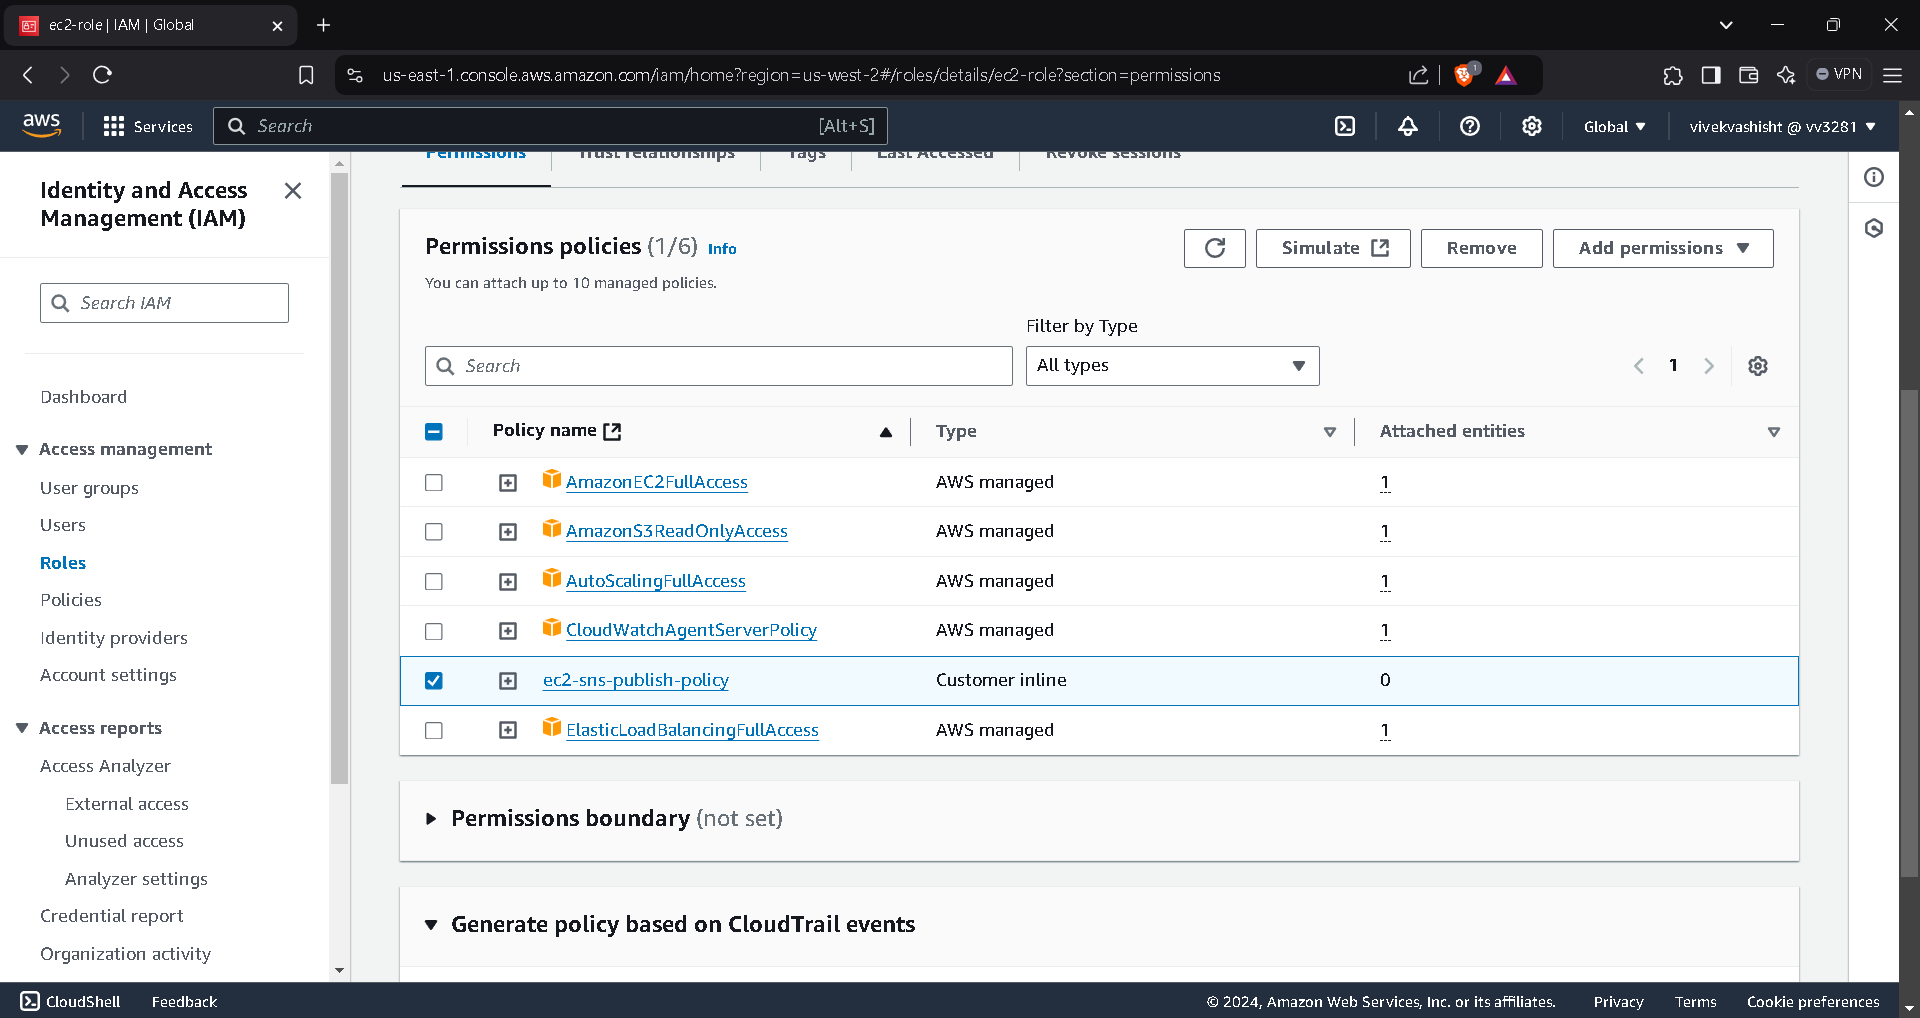 ec2-role | IAM | Global
us-east-1.console.aws.amazon.com/iam/home?region=us-west-2#/roles/details/ec2-role?section=permissions
1
VPN
aws
Services
Search
[Alt+S]
Global
vivekvashisht @ vv3281
Identity and Access
Management (IAM)
Search IAM
Dashboard
Access management
User groups
Users
Roles
Policies
Identity providers
Account settings
Access reports
Access Analyzer
External access
Unused access
Analyzer settings
Credential report
Organization activity
Permissions
Trust relationships
Tags
Last Accessed
Revoke sessions
Permissions policies (1/6) Info
You can attach up to 10 managed policies.
Simulate
Remove
Add permissions
Filter by Type
Search
All types
1
Policy name
Type
Attached entities
AmazonEC2FullAccess AWS managed 1
AmazonS3ReadOnlyAccess AWS managed 1
AutoScalingFullAccess AWS managed 1
CloudWatchAgentServerPolicy AWS managed 1
ec2-sns-publish-policy Customer inline 0
ElasticLoadBalancingFullAccess AWS managed 1
Permissions boundary (not set)
Generate policy based on CloudTrail events
CloudShell
Feedback
© 2024, Amazon Web Services, Inc. or its affiliates.
Privacy
Terms
Cookie preferences